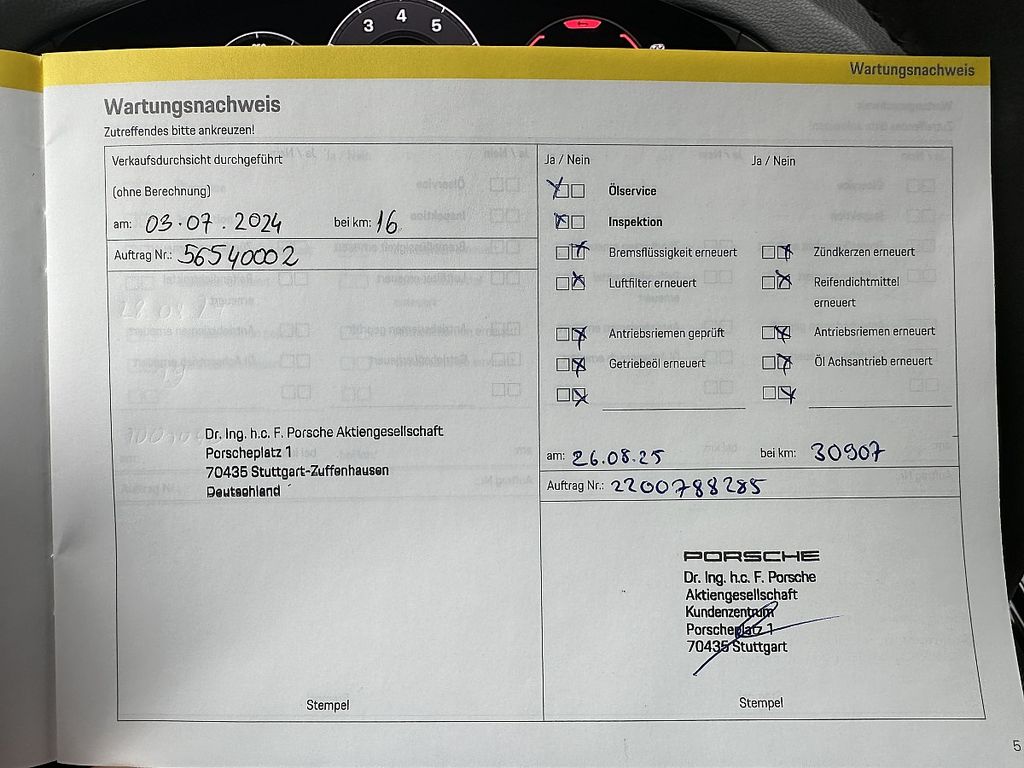 3 4 5
Wartungsnachweis
Wartungsnachweis
Zutreffendes bitte ankreuzen!
Verkaufsdurchsicht durchgeführt
(ohne Berechnung)
am: 03.07.2024 bei km: 16
Auftrag Nr.: 56540002
Dr. Ing. h.c. F. Porsche Aktiengesellschaft
Porscheplatz 1
70435 Stuttgart-Zuffenhausen
Deutschland
Stempel
Ja / Nein Ja / Nein
Ölservice
Inspektion
Bremsflüssigkeit erneuert Zündkerzen erneuert
Luftfilter erneuert Reifendichtmittel
erneuert
Antriebsriemen geprüft Antriebsriemen erneuert
Getriebeöl erneuert Öl Achsantrieb erneuert
am: 26.08.25 bei km: 30907
Auftrag Nr.: 2200788285
PORSCHE
Dr. Ing. h.c. F. Porsche
Aktiengesellschaft
Kundenzentrum
Porscheplatz 1
70435 Stuttgart
Stempel
5